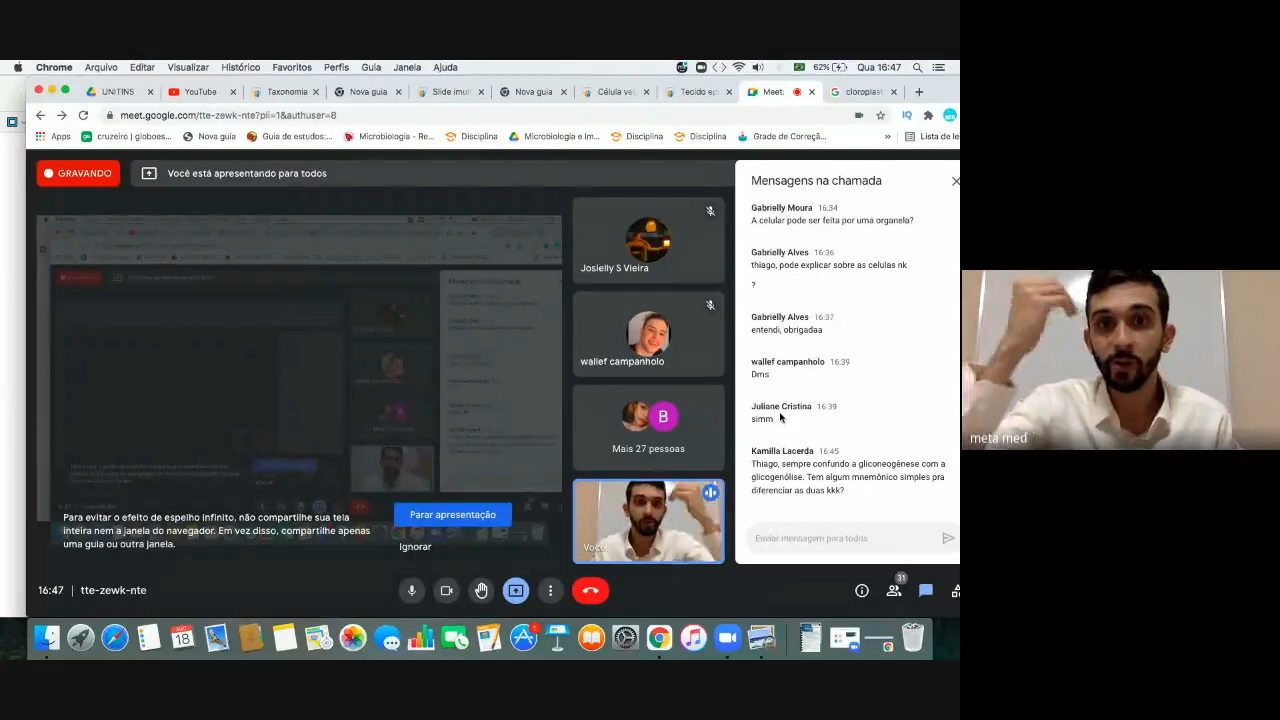 Chrome Arquivo Editar Visualizar Histórico Favoritos Perfis Guia Janela Ajuda 62% Qua 16:47
UNITINS YouTube Taxonomia Nova guia Slide imu Nova guia Célula ve Tecido ep Meet: cloroplast
meet.google.com/tte-zewk-nte?pli=1&authuser=8
Apps cruzeiro | globoes... Nova guia Guia de estudos:... Microbiologia - Re... Disciplina Microbiologia e Im... Disciplina Disciplina Grade de Correçã... » Lista de le
GRAVANDO
Você está apresentando para todos
Mensagens na chamada
Gabrielly Moura 16:34
A celular pode ser feita por uma organela?
Gabrielly Alves 16:36
thiago, pode explicar sobre as celulas nk
?
Gabrielly Alves 16:37
entendi, obrigadaa
wallef campanholo 16:39
Dms
Juliane Cristina 16:39
simm
Kamilla Lacerda 16:45
Thiago, sempre confundo a gliconeogênese com a
glicogenólise. Tem algum mnemônico simples pra
diferenciar as duas kkk?
Enviar mensagem para todos
Josielly S Vieira
wallef campanholo
B
Mais 27 pessoas
Você
Para evitar o efeito de espelho infinito, não compartilhe sua tela
inteira nem a janela do navegador. Em vez disso, compartilhe apenas
uma guia ou outra janela.
Parar apresentação
Ignorar
16:47 | tte-zewk-nte
31
18
1
meta med